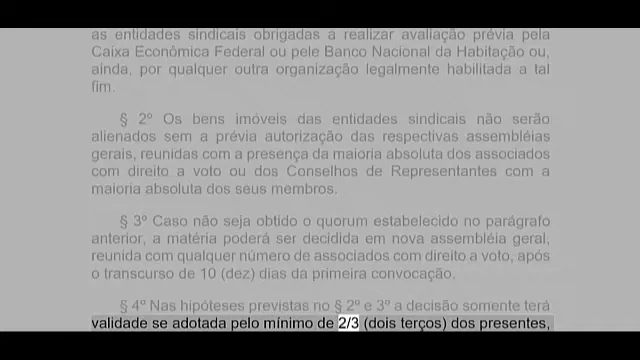 as entidades sindicais obrigadas a realizar avaliação prévia pela
Caixa Econômica Federal ou pele Banco Nacional da Habitação ou,
ainda, por qualquer outra organização legalmente habilitada a tal
fim.
§ 2º Os bens imóveis das entidades sindicais não serão
alienados sem a prévia autorização das respectivas assembléias
gerais, reunidas com a presença da maioria absoluta dos associados
com direito a voto ou dos Conselhos de Representantes com a
maioria absoluta dos seus membros.
§ 3º Caso não seja obtido o quorum estabelecido no parágrafo
anterior, a matéria poderá ser decidida em nova assembléia geral,
reunida com qualquer número de associados com direito a voto, após
o transcurso de 10 (dez) dias da primeira convocação.
§ 4º Nas hipóteses previstas no § 2º e 3º a decisão somente terá
validade se adotada pelo mínimo de 2/3 (dois terços) dos presentes,